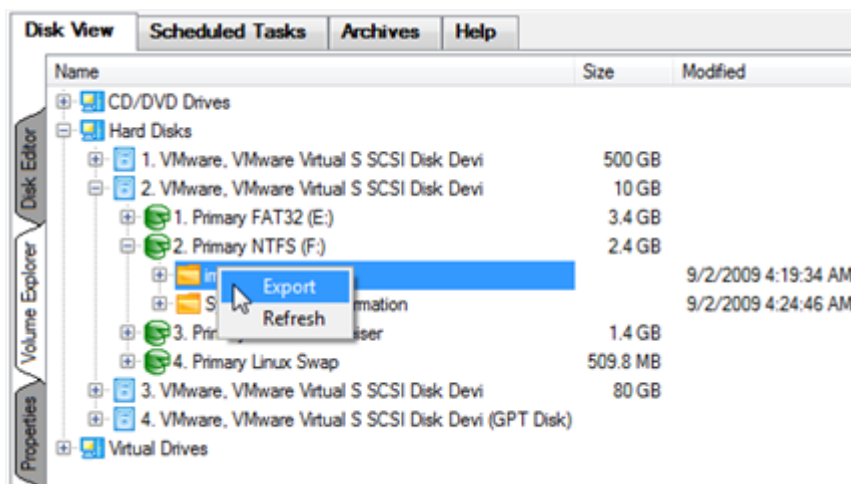 Disk View Scheduled Tasks Archives Help
Name Size Modified
CD/DVD Drives
Hard Disks
1. VMware, VMware Virtual S SCSI Disk Devi 500 GB
2. VMware, VMware Virtual S SCSI Disk Devi 10 GB
1. Primary FAT32 (E:) 3.4 GB
2. Primary NTFS (F:) 2.4 GB
9/2/2009 4:19:34 AM
Export
9/2/2009 4:24:46 AM
Refresh
3. 1.4 GB
4. Primary Linux Swap 509.8 MB
3. VMware, VMware Virtual S SCSI Disk Devi 80 GB
4. VMware, VMware Virtual S SCSI Disk Devi (GPT Disk)
Virtual Drives
Disk Editor
Volume Explorer
Properties